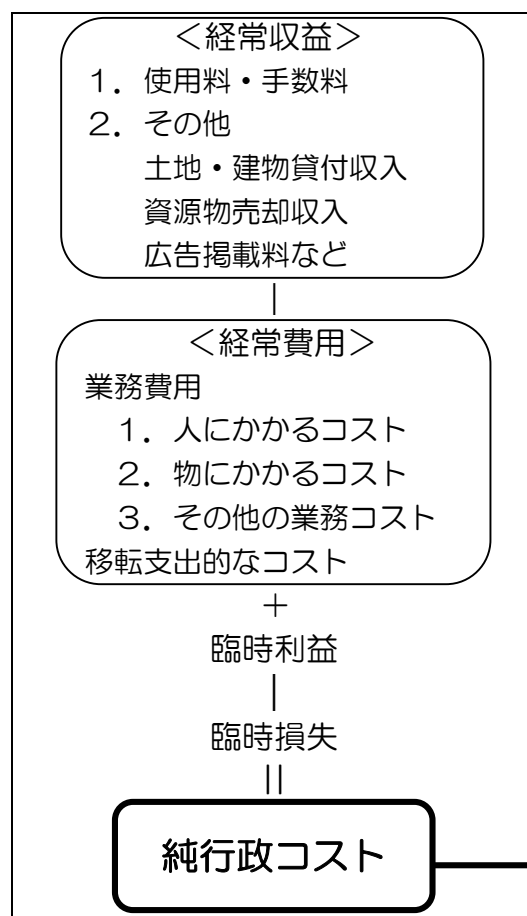 ＜経常収益＞
１．使用料・手数料
２．その他
土地・建物貸付収入
資源物売却収入
広告掲載料など
｜
＜経常費用＞
業務費用
１．人にかかるコスト
２．物にかかるコスト
３．その他の業務コスト
移転支出的なコスト
＋
臨時利益
｜
臨時損失
||
純行政コスト